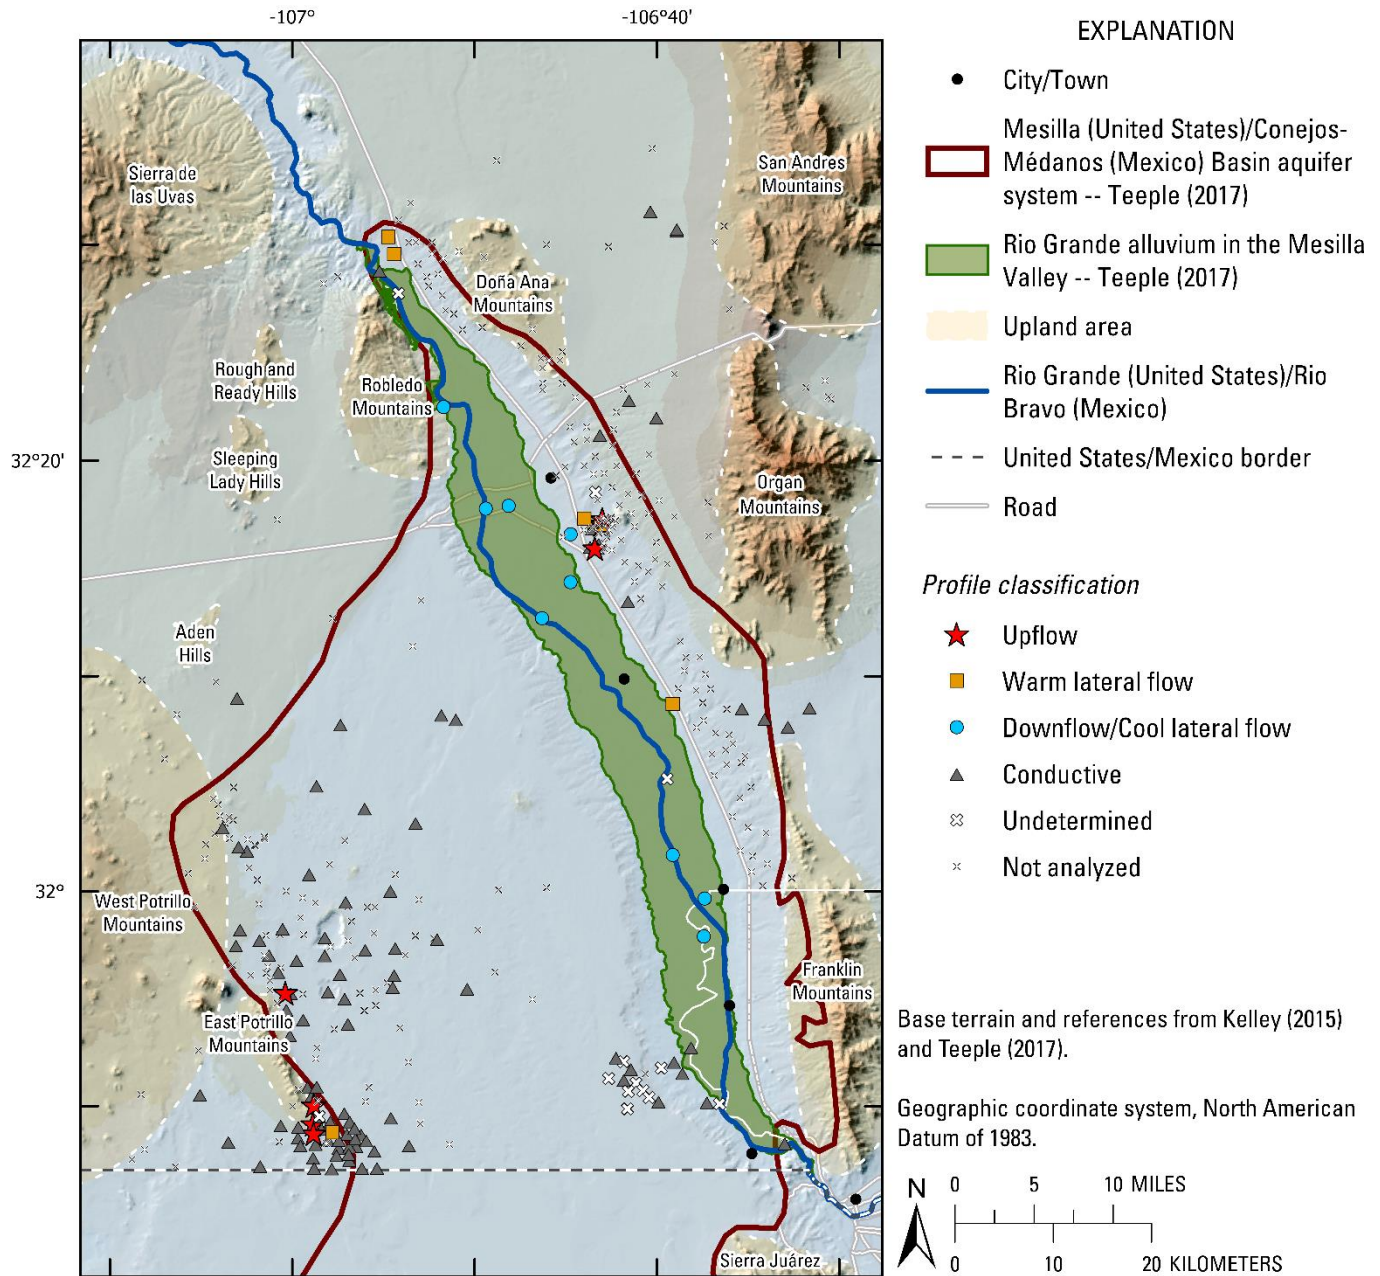 -107°
-106°40'
32°20'
32°
Sierra de
las Uvas
San Andres
Mountains
Doña Ana
Mountains
Rough and
Ready Hills
Robledo
Mountains
Sleeping
Lady Hills
Organ
Mountains
Aden
Hills
West Potrillo
Mountains
Franklin
Mountains
East Potrillo
Mountains
Sierra Juárez
EXPLANATION
City/Town
Mesilla (United States)/Conejos-
Médanos (Mexico) Basin aquifer
system -- Teeple (2017)
Rio Grande alluvium in the Mesilla
Valley -- Teeple (2017)
Upland area
Rio Grande (United States)/Rio
Bravo (Mexico)
United States/Mexico border
Road
Profile classification
Upflow
Warm lateral flow
Downflow/Cool lateral flow
Conductive
Undetermined
Not analyzed
Base terrain and references from Kelley (2015)
and Teeple (2017).
Geographic coordinate system, North American
Datum of 1983.
N
0 5 10 MILES
0 10 20 KILOMETERS